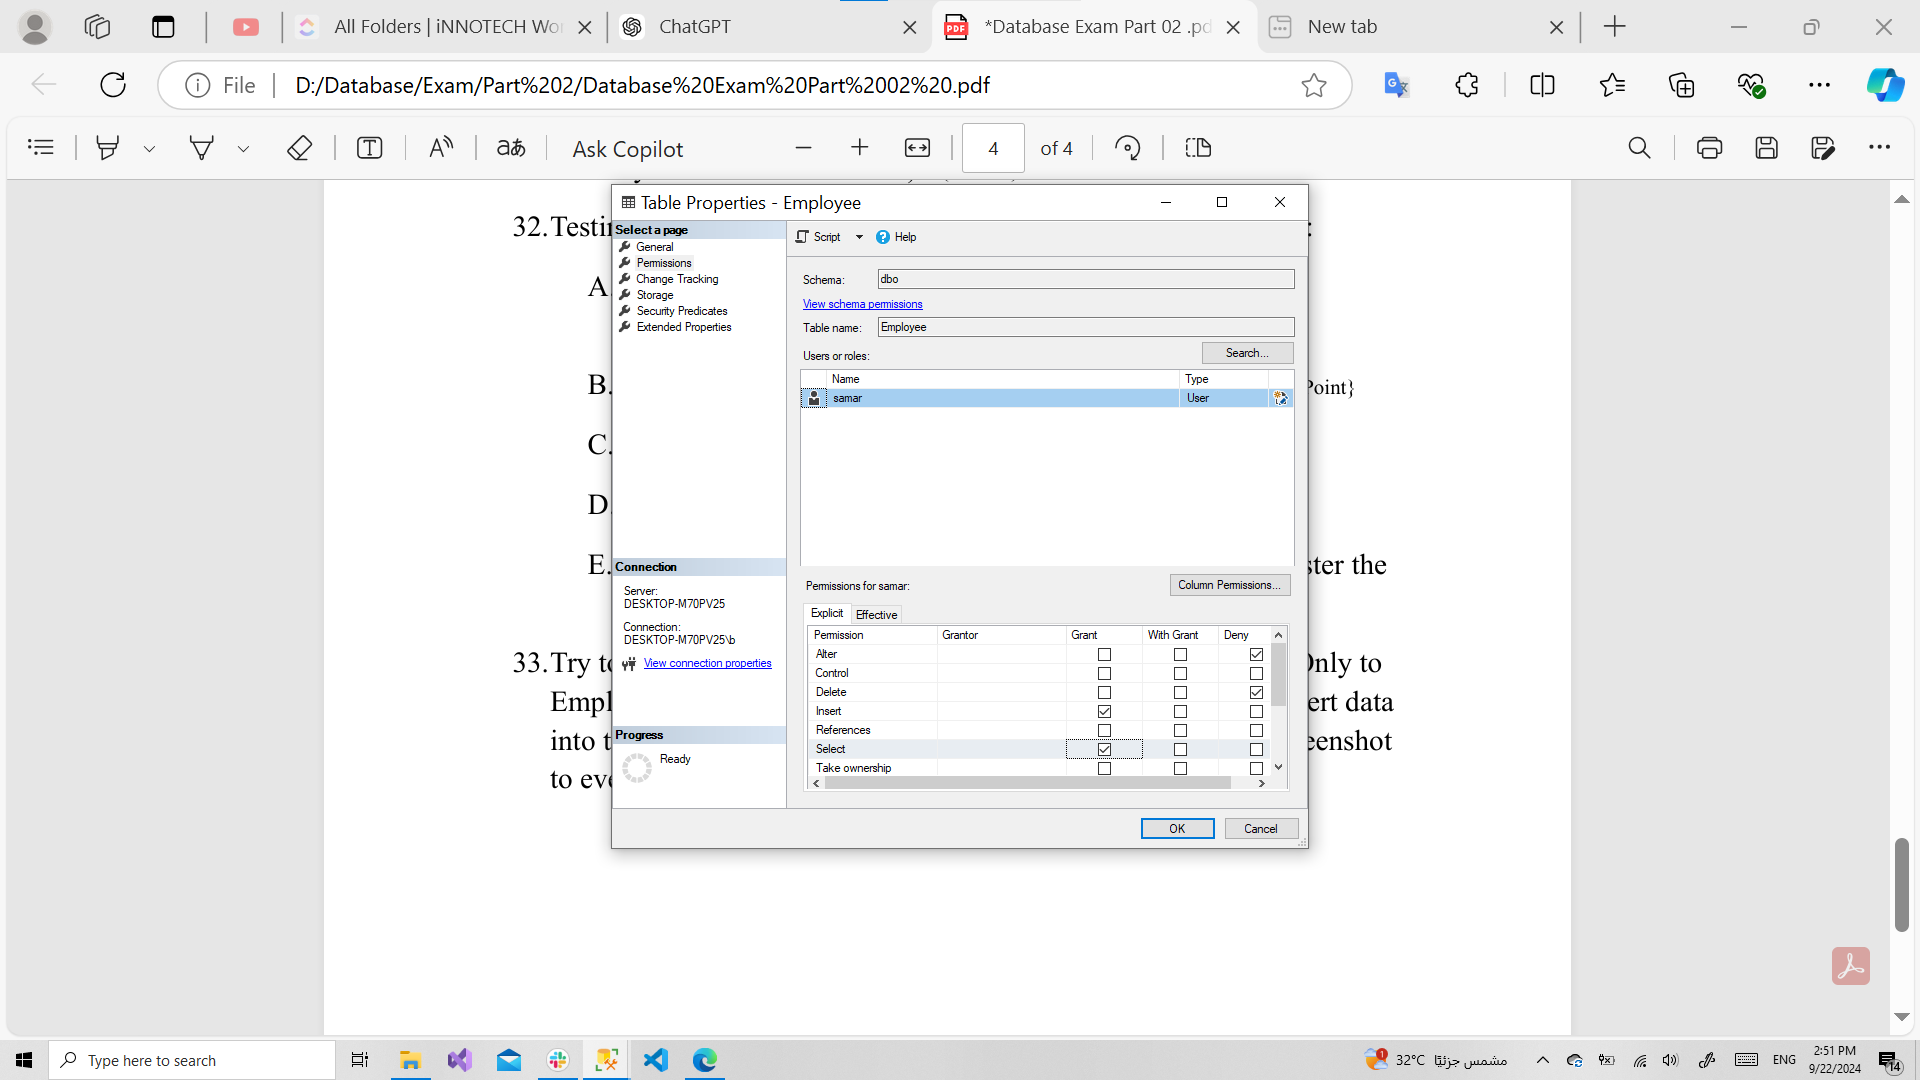 All Folders | iNNOTECH Wo
ChatGPT
*Database Exam Part 02 .pd
New tab
File
D:/Database/Exam/Part%202/Database%20Exam%20Part%2002%20.pdf
Ask Copilot
4
of 4
32. Testin
A
B.
Point}
C.
D
E.
ster the
33. Try to
Only to
Empl
ert data
into t
eenshot
to eve
Table Properties - Employee
Select a page
General
Permissions
Change Tracking
Storage
Security Predicates
Extended Properties
Script
Help
Schema:
dbo
View schema permissions
Table name:
Employee
Users or roles:
Search...
Name
Type
samar
User
Connection
Server:
DESKTOP-M70PV25
Connection:
DESKTOP-M70PV25\b
View connection properties
Progress
Ready
Permissions for samar:
Column Permissions...
Explicit
Effective
Permission Grantor Grant With Grant Deny
Alter
Control
Delete
Insert
References
Select
Take ownership
OK
Cancel
Type here to search
1
32°C
مشمس جزئيًا
ENG
2:51 PM
9/22/2024
14